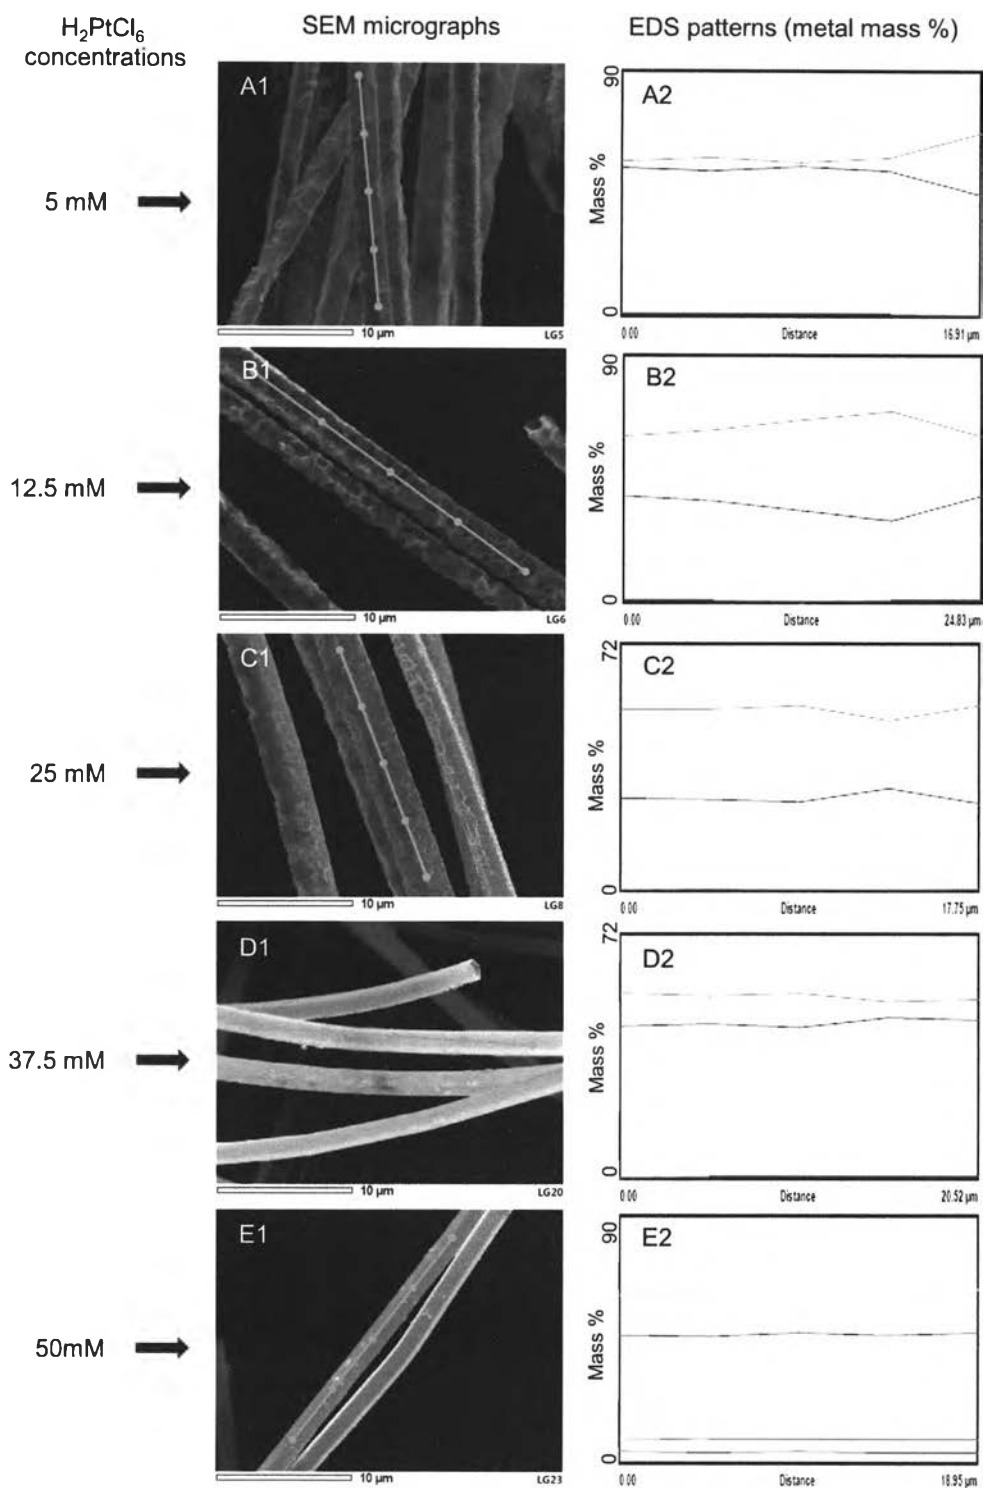 H₂PtCl₆
concentrations
SEM micrographs
EDS patterns (metal mass %)
5 mM
A1
10 µm
LG5
90
A2
Mass %
0
0.00
Distance
16.91 µm
12.5 mM
B1
10 µm
LG6
90
B2
Mass %
0
0.00
Distance
24.83 µm
25 mM
C1
10 µm
LG8
72
C2
Mass %
0
0.00
Distance
17.75 µm
37.5 mM
D1
10 µm
LG20
72
D2
Mass %
0
0.00
Distance
20.52 µm
50mM
E1
10 µm
LG23
90
E2
Mass %
0
0.00
Distance
18.95 µm